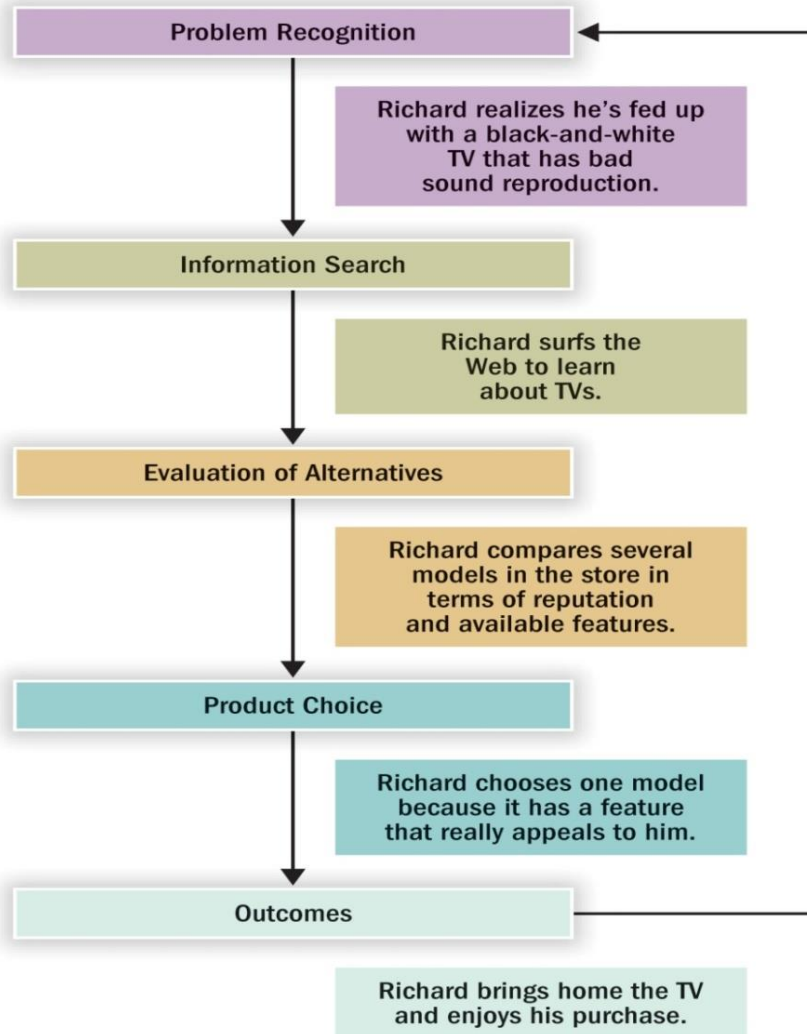 Problem Recognition
Richard realizes he's fed up
with a black-and-white
TV that has bad
sound reproduction.
Information Search
Richard surfs the
Web to learn
about TVs.
Evaluation of Alternatives
Richard compares several
models in the store in
terms of reputation
and available features.
Product Choice
Richard chooses one model
because it has a feature
that really appeals to him.
Outcomes
Richard brings home the TV
and enjoys his purchase.